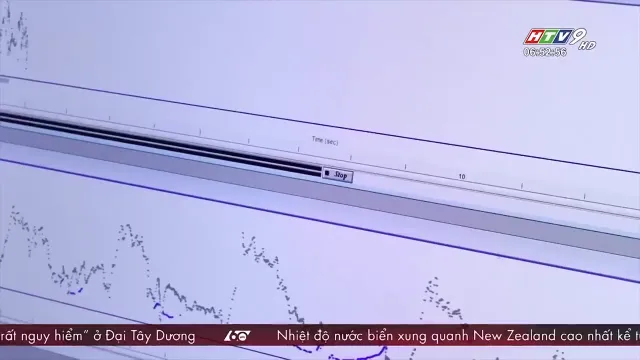 HTV9 HD
06:52:56
Time (sec)
10
Stop
rất nguy hiểm” ở Đại Tây Dương
60
Nhiệt độ nước biển xung quanh New Zealand cao nhất kể t